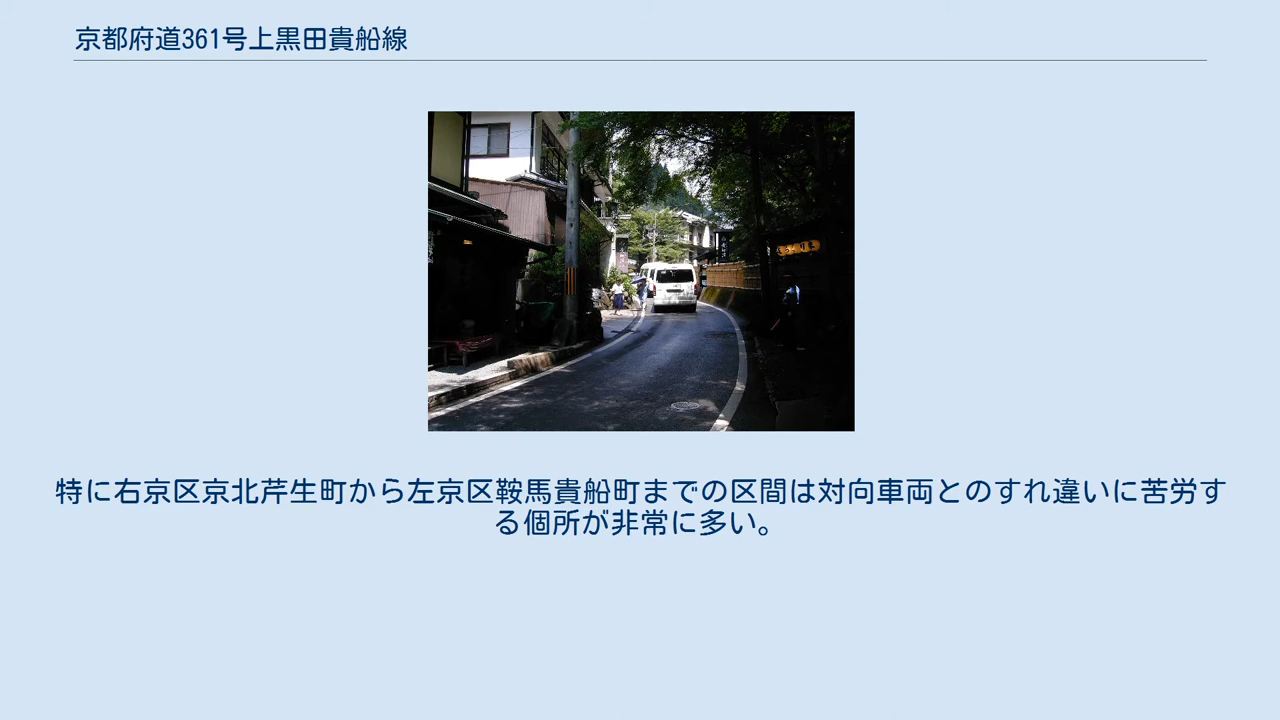 京都府道361号上黒田貴船線
特に右京区京北芹生町から左京区鞍馬貴船町までの区間は対向車両とのすれ違いに苦労す
る個所が非常に多い。